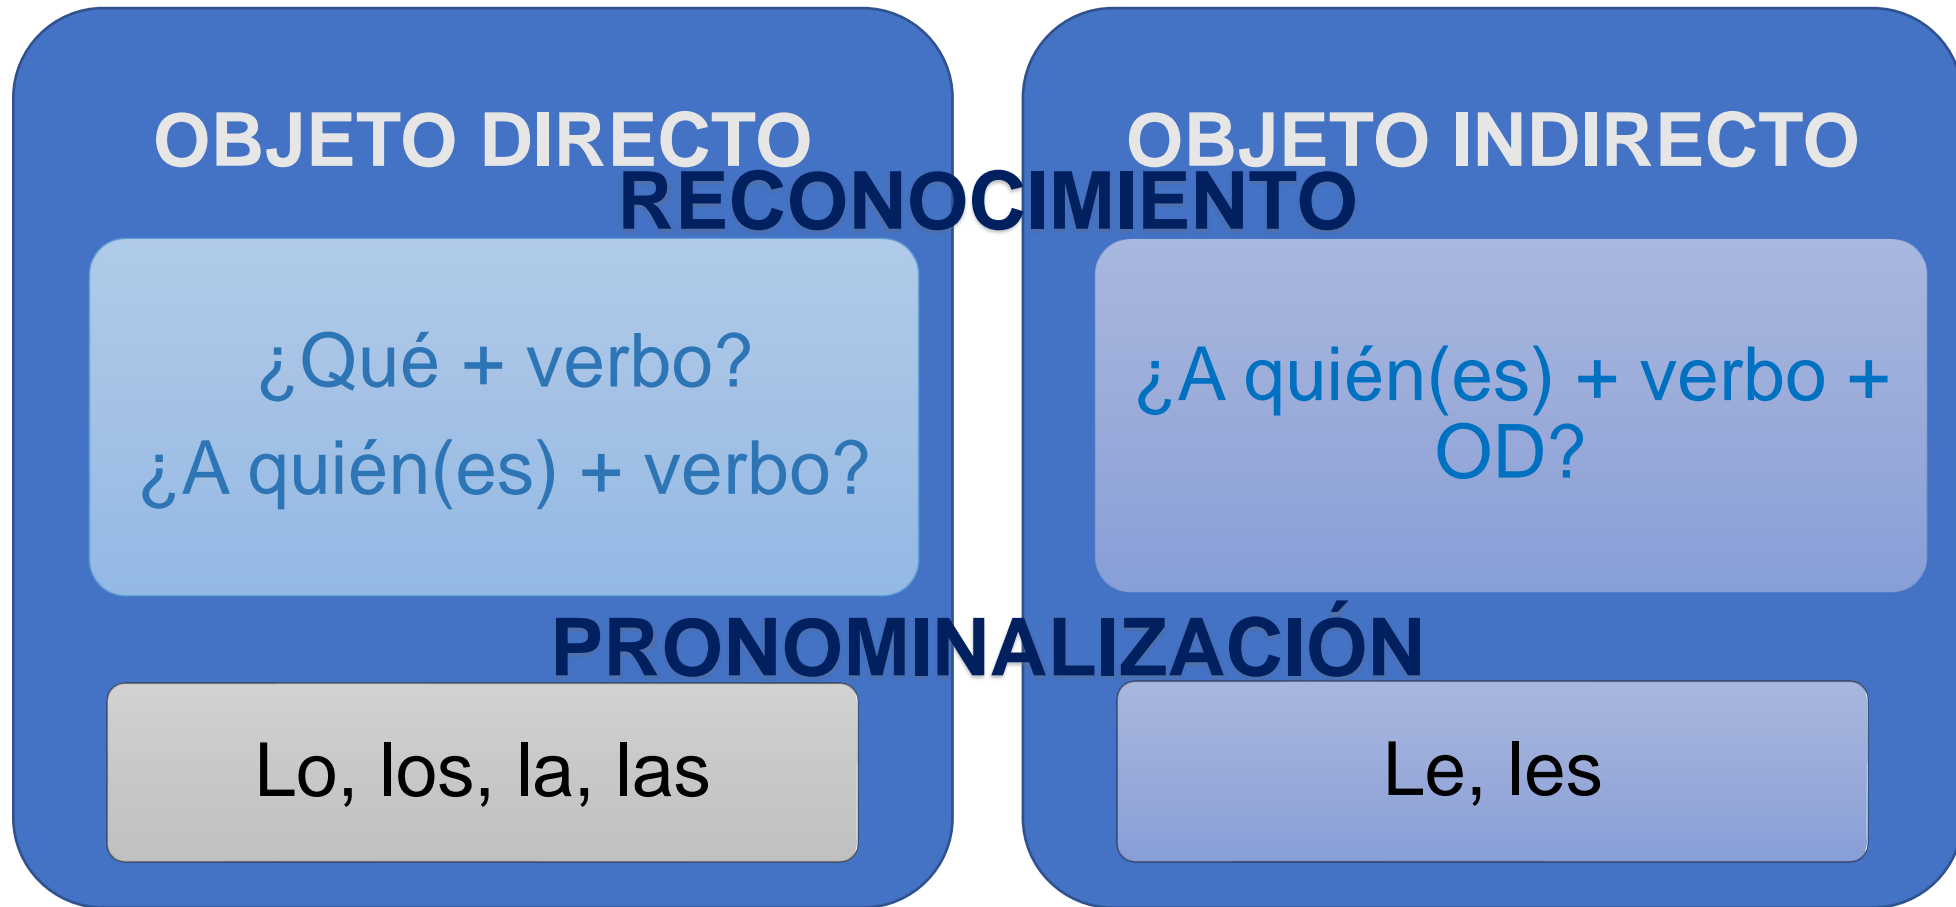 OBJETO DIRECTO
OBJETO INDIRECTO
RECONOCIMIENTO
¿Qué + verbo?
¿A quién(es) + verbo?
¿A quién(es) + verbo +
OD?
PRONOMINALIZACIÓN
Lo, los, la, las
Le, les